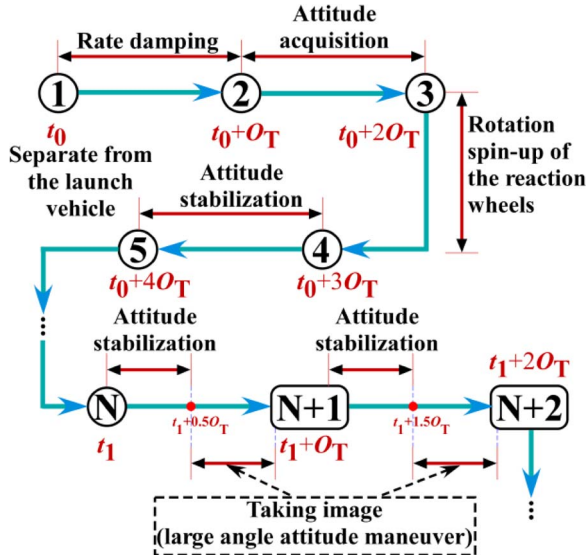 Rate damping
Attitude
acquisition
1
2
3
t0
t0+OT
t0+2OT
Separate from
the launch
vehicle
Rotation
spin-up of
the reaction
wheels
Attitude
stabilization
5
4
t0+4OT
t0+3OT
Attitude
stabilization
Attitude
stabilization
t1+2OT
N
t1+0.5OT
N+1
t1+1.5OT
N+2
t1
t1+OT
Taking image
(large angle attitude maneuver)